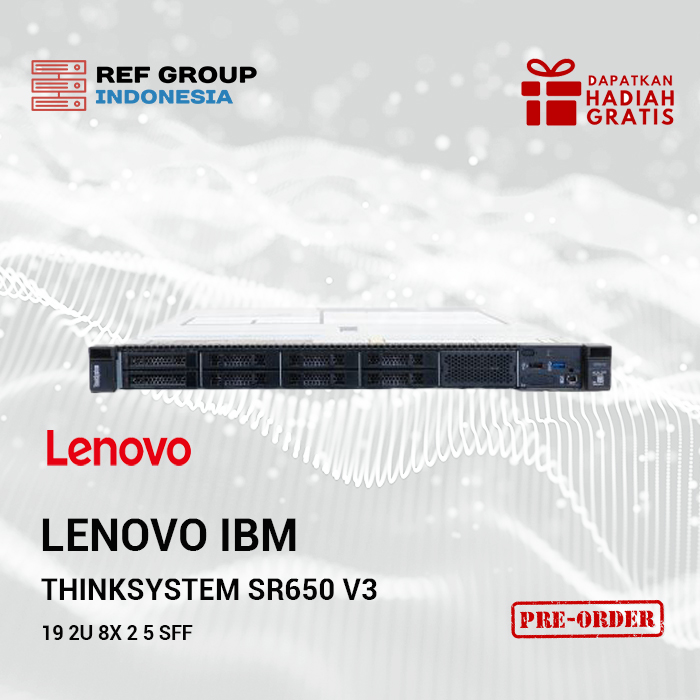 REF GROUP
INDONESIA
DAPATKAN
HADIAH
GRATIS
Lenovo
LENOVO IBM
THINKSYSTEM SR650 V3
19 2U 8X 2 5 SFF
PRE-ORDER